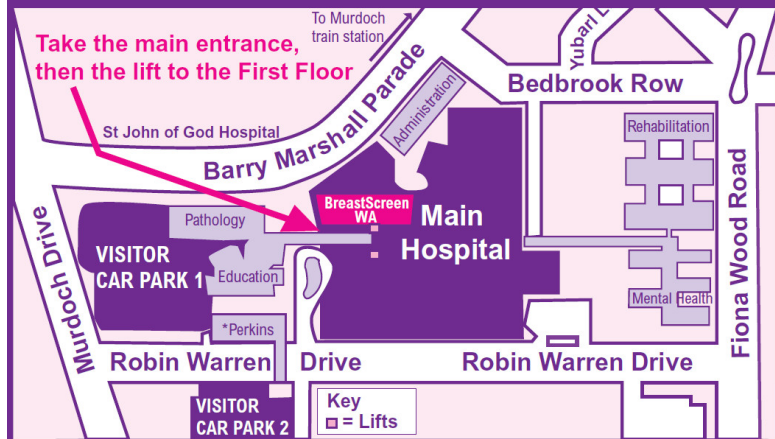 To Murdoch
train station
Take the main entrance,
then the lift to the First Floor
Yubarl L
Bedbrook Row
Administration
St John of God Hospital
Barry Marshall Parade
Rehabilitation
BreastScreen
WA
Main
Hospital
Pathology
Murdoch Drive
VISITOR
CAR PARK 1
Education
Fiona Wood Road
Mental Health
*Perkins
Robin Warren Drive
Robin Warren Drive
VISITOR
CAR PARK 2
Key
= Lifts